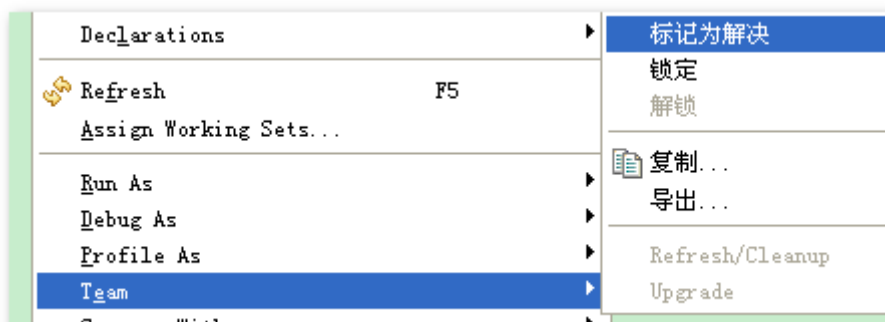 Declarations
Refresh F5
Assign Working Sets...
Run As
Debug As
Profile As
Team
标记为解决
锁定
解锁
复制...
导出...
Refresh/Cleanup
Upgrade